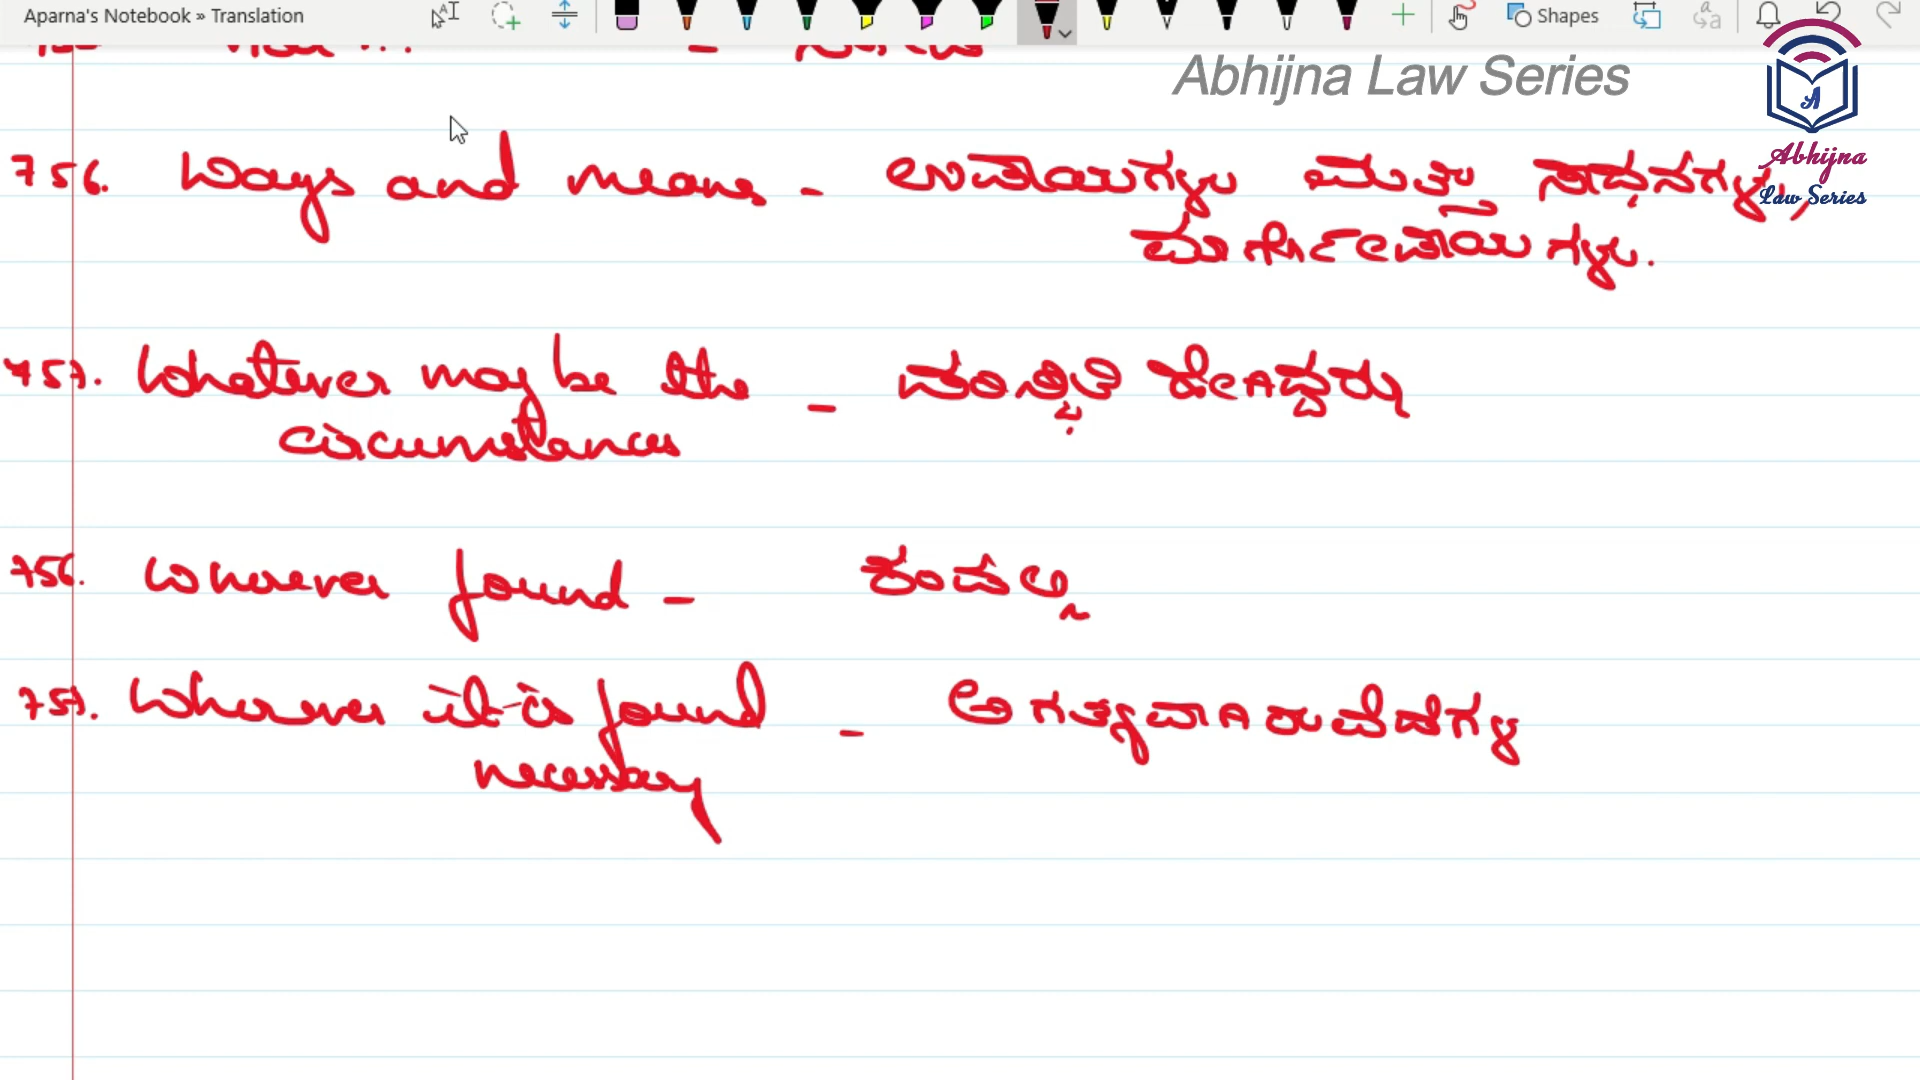 Aparna's Notebook » Translation
Shapes
Abhijna Law Series
Abhijna
Law Series
756. Ways and means - ಉಪಾಯಗಳು ಮತ್ತು ಸಾಧನಗಳು,
ಮಾರ್ಗೋಪಾಯಗಳು.
757. Whatever may be the - ಪರಿಸ್ಥಿತಿ ಹೇಗಿದ್ದರೂ
circumstances
756. wherever found - ಕಂಡಲ್ಲಿ
757. Wherever it is found - ಅಗತ್ಯವಾಗಿರುವೆಡೆಗಳಲ್ಲಿ
necessary